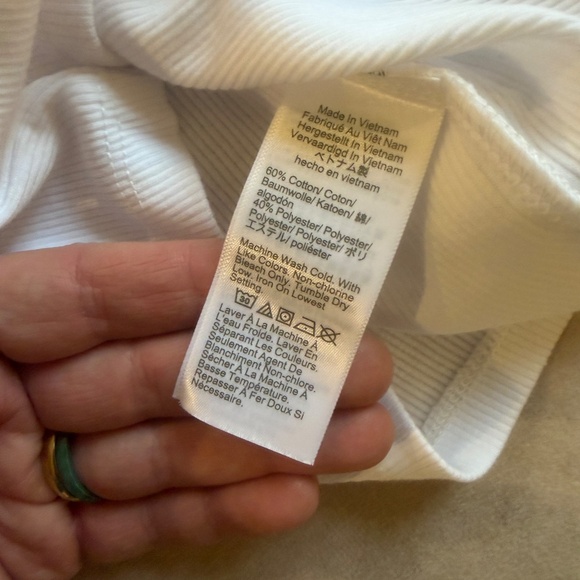 Made In Vietnam
Fabriqué Au Việt Nam
Hergestellt In Vietnam
Vervaardigd In Vietnam
ベトナム製
hecho en vietnam
60% Cotton/ Coton/
Baumwolle/ Katoen/ 綿/
algodón
40% Polyester/ Polyester/
Polyester/ Polyester/ ポリ
エステル/ poliéster
Machine Wash Cold. With
Like Colors. Non-chlorine
Bleach Only. Tumble Dry
Low. Iron On Lowest
Setting.
30
Laver À La Machine À
L'eau Froide. Laver En
Séparant Les Couleurs.
Seulement Agent De
Blanchiment Non-chlore.
Sécher À La Machine À
Basse Température.
Repasser À Fer Doux Si
Nécessaire.